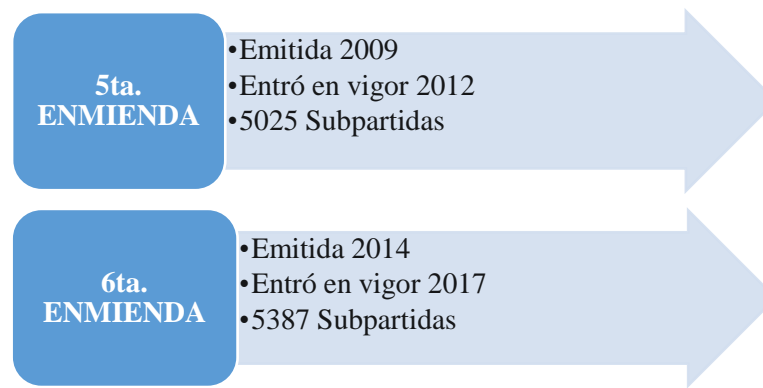 5ta.
ENMIENDA
•Emitida 2009
•Entró en vigor 2012
•5025 Subpartidas
6ta.
ENMIENDA
•Emitida 2014
•Entró en vigor 2017
•5387 Subpartidas